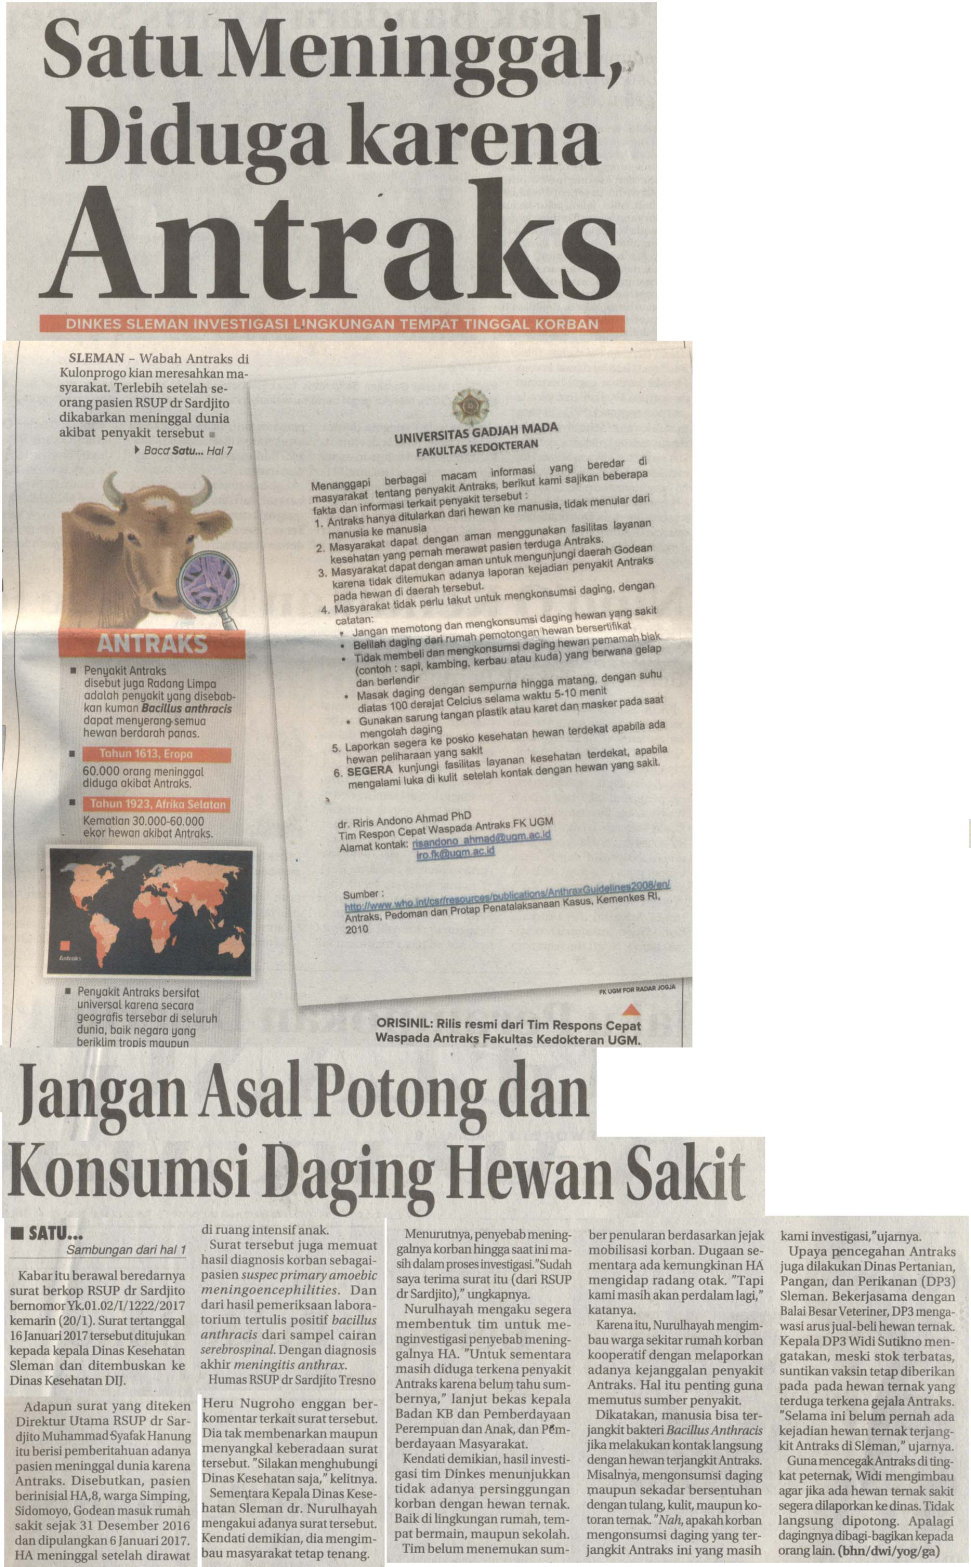 Satu Meninggal,
Diduga karena
Antraks
DINKES SLEMAN INVESTIGASI LINGKUNGAN TEMPAT TINGGAL KORBAN
SLEMAN – Wabah Antraks di
Kulonprogo kian meresahkan ma-
syarakat. Terlebih setelah se-
orang pasien RSUP dr Sardjito
dikabarkan meninggal dunia
akibat penyakit tersebut
Baca Satu... Hal 7
ANTRAKS
Penyakit Antraks
disebut juga Radang Limpa
adalah penyakit yang disebab-
kan kuman Bacillus anthracis
dapat menyerang semua
hewan berdarah panas.
Tahun 1613, Eropa
60.000 orang meninggal
diduga akibat Antraks.
Tahun 1923, Afrika Selatan
Kematian 30.000-60.000
ekor hewan akibat Antraks.
Antraks
Penyakit Antraks bersifat
universal karena secara
geografis tersebar di seluruh
dunia, baik negara yang
beriklim tropis maupun
UNIVERSITAS GADJAH MADA
FAKULTAS KEDOKTERAN
Menanggapi berbagai macam informasi yang beredar di
masyarakat tentang penyakit Antraks, berikut kami sajikan beberapa
fakta dan informasi terkait penyakit tersebut :
1. Antraks hanya ditularkan dari hewan ke manusia, tidak menular dari
manusia ke manusia
2. Masyarakat dapat dengan aman menggunakan fasilitas layanan
kesehatan yang pernah merawat pasien terduga Antraks.
3. Masyarakat dapat dengan aman untuk mengunjungi daerah Godean
karena tidak ditemukan adanya laporan kejadian penyakit Antraks
pada hewan di daerah tersebut.
4. Masyarakat tidak perlu takut untuk mengkonsumsi daging, dengan
catatan:
• Jangan memotong dan mengkonsumsi daging hewan yang sakit
• Belilah daging dari rumah pemotongan hewan bersertifikat
• Tidak membeli dan mengkonsumsi daging hewan pemamah biak
(contoh : sapi, kambing, kerbau atau kuda) yang berwana gelap
dan berlendir
• Masak daging dengan sempurna hingga matang, dengan suhu
diatas 100 derajat Celcius selama waktu 5-10 menit
• Gunakan sarung tangan plastik atau karet dan masker pada saat
mengolah daging
5. Laporkan segera ke posko kesehatan hewan terdekat apabila ada
hewan peliharaan yang sakit
6. SEGERA kunjungi fasilitas layanan kesehatan terdekat, apabila
mengalami luka di kulit setelah kontak dengan hewan yang sakit.
dr. Riris Andono Ahmad PhD
Tim Respon Cepat Waspada Antraks FK UGM
Alamat kontak: risandono_ahmad@ugm.ac.id
iro.fk@ugm.ac.id
Sumber :
http://www.who.int/csr/resources/publications/AnthraxGuidelines2008/en/
Antraks, Pedoman dan Protap Penatalaksanaan Kasus, Kemenkes RI,
2010
FK UGM FOR RADAR JOGJA
ORISINIL: Rilis resmi dari Tim Respons Cepat
Waspada Antraks Fakultas Kedokteran UGM.
Jangan Asal Potong dan
Konsumsi Daging Hewan Sakit
SATU...
Sambungan dari hal 1
Kabar itu berawal beredarnya
surat berkop RSUP dr Sardjito
bernomor Yk.01.02/I/1222/2017
kemarin (20/1). Surat tertanggal
16 Januari 2017 tersebut ditujukan
kepada kepala Dinas Kesehatan
Sleman dan ditembuskan ke
Dinas Kesehatan DIJ.
Adapun surat yang diteken
Direktur Utama RSUP dr Sar-
djito Muhammad Syafak Hanung
itu berisi pemberitahuan adanya
pasien meninggal dunia karena
Antraks. Disebutkan, pasien
berinisial HA,8, warga Simping,
Sidomoyo, Godean masuk rumah
sakit sejak 31 Desember 2016
dan dipulangkan 6 Januari 2017.
HA meninggal setelah dirawat
di ruang intensif anak.
Surat tersebut juga memuat
hasil diagnosis korban sebagai-
pasien suspec primary amoebic
meningoencephilities. Dan
dari hasil pemeriksaan labora-
torium tertulis positif bacillus
anthracis dari sampel cairan
serebrospinal. Dengan diagnosis
akhir meningitis anthrax.
Humas RSUP dr Sardjito Tresno
Heru Nugroho enggan ber-
komentar terkait surat tersebut.
Dia tak membenarkan maupun
menyangkal keberadaan surat
tersebut. "Silakan menghubungi
Dinas Kesehatan saja," kelitnya.
Sementara Kepala Dinas Kese-
hatan Sleman dr. Nurulhayah
mengakui adanya surat tersebut.
Kendati demikian, dia mengim-
bau masyarakat tetap tenang.
Menurutnya, penyebab mening-
galnya korban hingga saat ini ma-
sih dalam proses investigasi."Sudah
saya terima surat itu (dari RSUP
dr Sardjito)," ungkapnya.
Nurulhayah mengaku segera
membentuk tim untuk me-
nginvestigasi penyebab mening-
galnya HA. "Untuk sementara
masih diduga terkena penyakit
Antraks karena belum tahu sum-
bernya," lanjut bekas kepala
Badan KB dan Pemberdayaan
Perempuan dan Anak, dan Pem-
berdayaan Masyarakat.
Kendati demikian, hasil investi-
gasi tim Dinkes menunjukkan
tidak adanya persinggungan
korban dengan hewan ternak.
Baik di lingkungan rumah, tem-
pat bermain, maupun sekolah.
Tim belum menemukan sum-
ber penularan berdasarkan jejak
mobilisasi korban. Dugaan se-
mentara ada kemungkinan HA
mengidap radang otak. "Tapi
kami masih akan perdalam lagi,"
katanya.
Karena itu, Nurulhayah mengim-
bau warga sekitar rumah korban
kooperatif dengan melaporkan
adanya kejanggalan penyakit
Antraks. Hal itu penting guna
memutus sumber penyakit.
Dikatakan, manusia bisa ter-
jangkit bakteri Bacillus Anthracis
jika melakukan kontak langsung
dengan hewan terjangkit Antraks.
Misalnya, mengonsumsi daging
maupun sekadar bersentuhan
dengan tulang, kulit, maupun ko-
toran ternak. "Nah, apakah korban
mengonsumsi daging yang ter-
jangkit Antraks ini yang masih
kami investigasi,"ujarnya.
Upaya pencegahan Antraks
juga dilakukan Dinas Pertanian,
Pangan, dan Perikanan (DP3)
Sleman. Bekerjasama dengan
Balai Besar Veteriner, DP3 menga-
wasi arus jual-beli hewan ternak.
Kepala DP3 Widi Sutikno men-
gatakan, meski stok terbatas,
suntikan vaksin tetap diberikan
pada pada hewan ternak yang
terduga terkena gejala Antraks.
"Selama ini belum pernah ada
kejadian hewan ternak terjang-
kit Antraks di Sleman," ujarnya.
Guna mencegak Antraks di ting-
kat peternak, Widi mengimbau
agar jika ada hewan ternak sakit
segera dilaporkan ke dinas. Tidak
langsung dipotong. Apalagi
dagingnya dibagi-bagikan kepada
orang lain. (bhn/dwi/yog/ga)